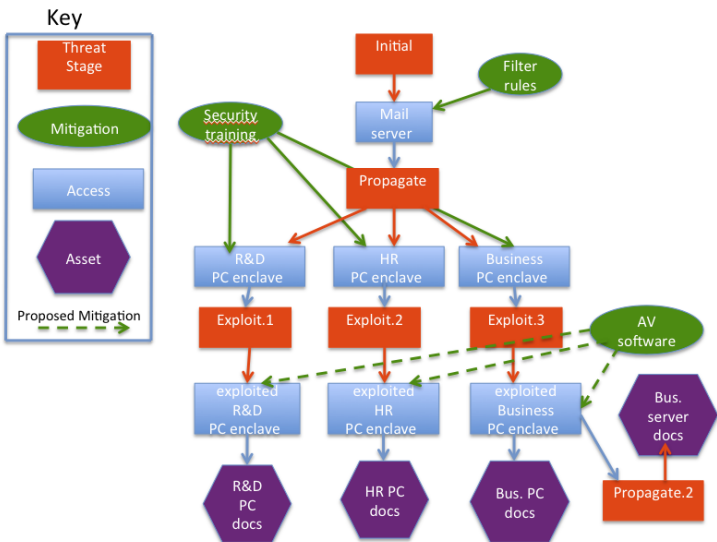 Key
Threat
Stage
Mitigation
Access
Asset
Proposed Mitigation
Initial
Filter
rules
Mail
server
Security
training
Propagate
R&D
PC enclave
HR
PC enclave
Business
PC enclave
Exploit.1
Exploit.2
Exploit.3
AV
software
exploited
R&D
PC enclave
exploited
HR
PC enclave
exploited
Business
PC enclave
Bus.
server
docs
R&D
PC
docs
HR PC
docs
Bus. PC
docs
Propagate.2